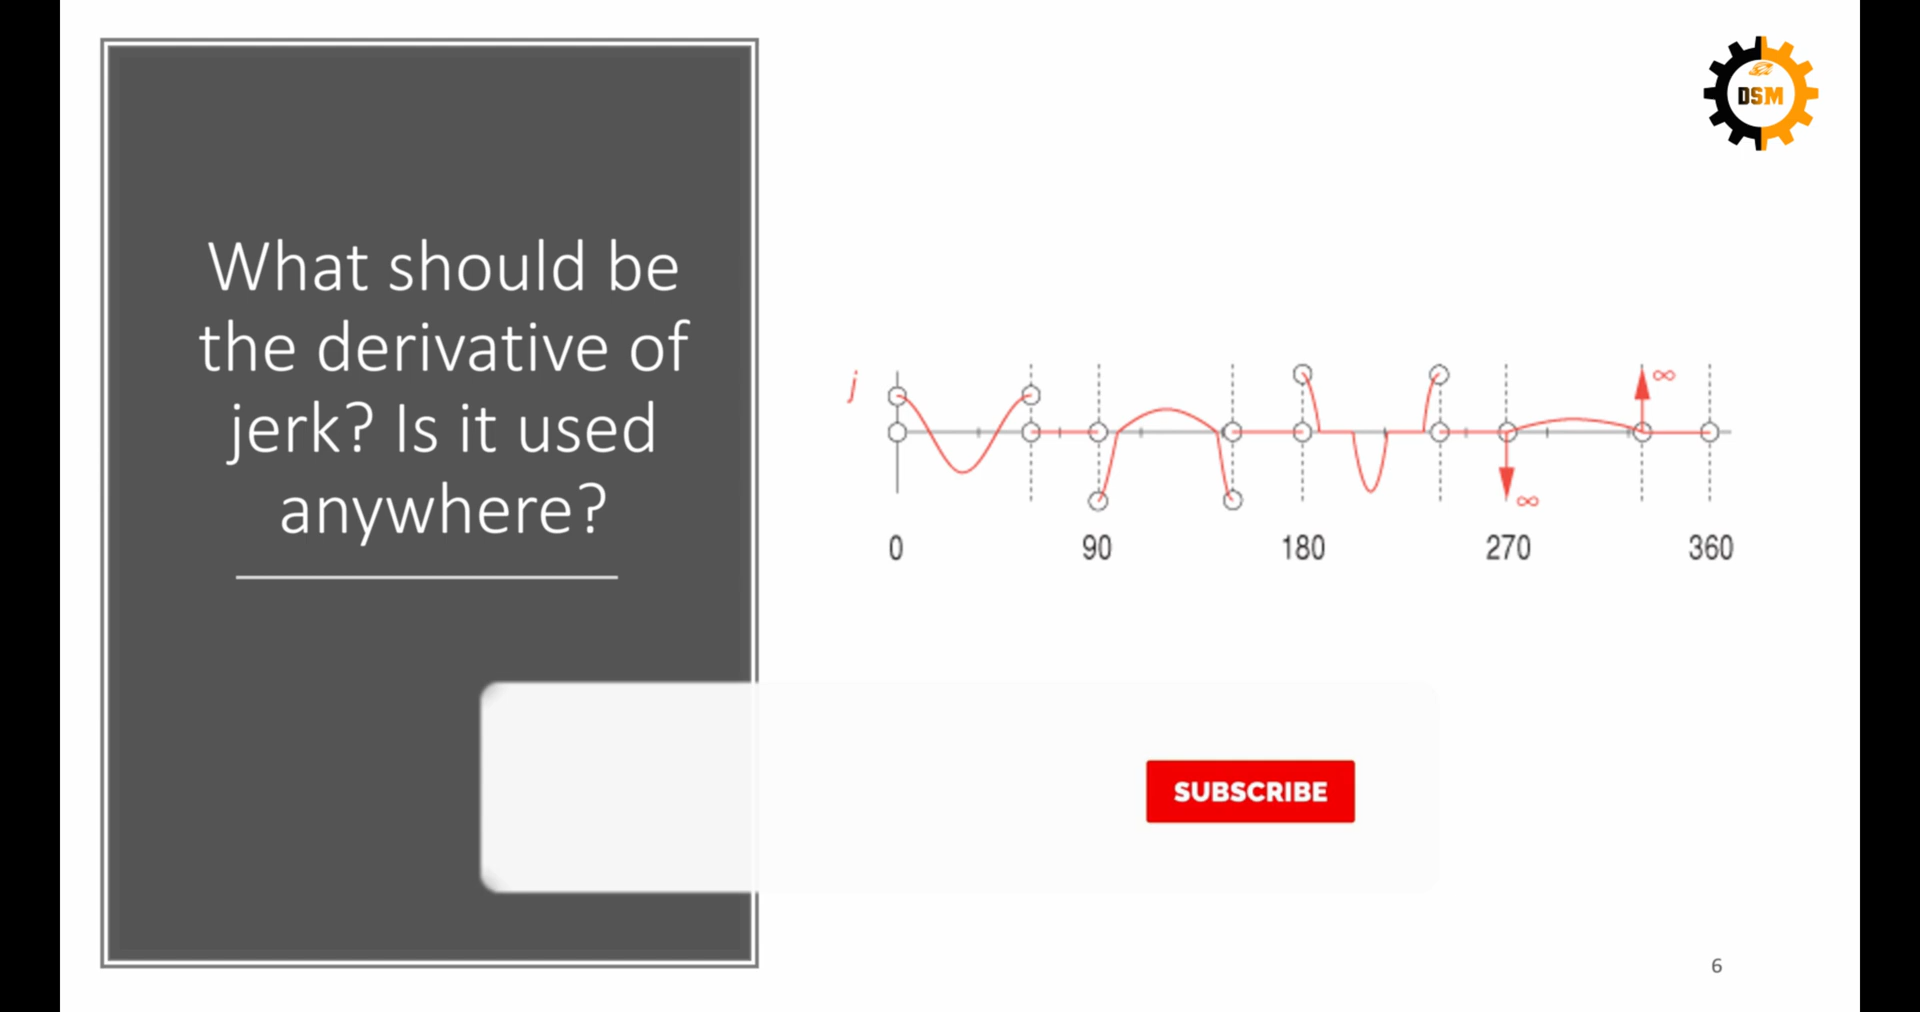 DSM
What should be
the derivative of
jerk? Is it used
anywhere?
j
∞
∞
0 90 180 270 360
SUBSCRIBE
6